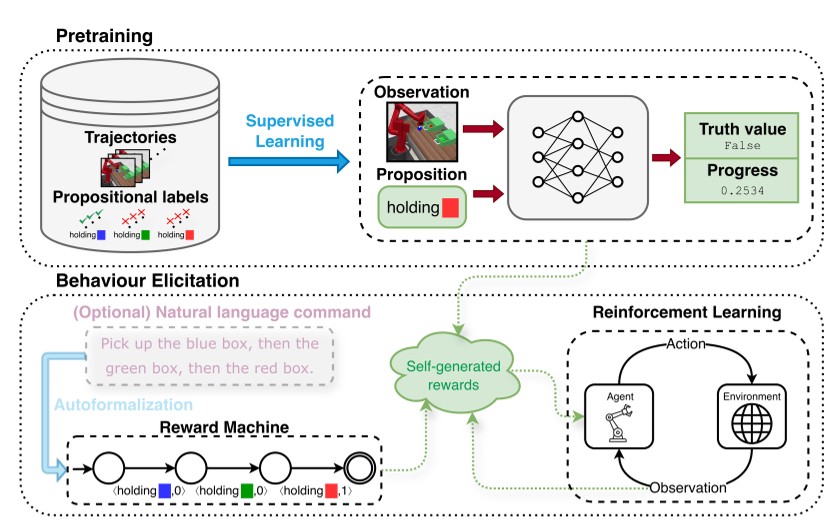 Pretraining
Trajectories
Propositional labels
holding
holding
holding
Supervised
Learning
Observation
Proposition
holding
Truth value
False
Progress
0.2534
Behaviour Elicitation
(Optional) Natural language command
Pick up the blue box, then the
green box, then the red box.
Autoformalization
Reward Machine
⟨holding ,0⟩ ⟨holding ,0⟩ ⟨holding ,1⟩
Self-generated
rewards
Reinforcement Learning
Action
Agent
Environment
Observation